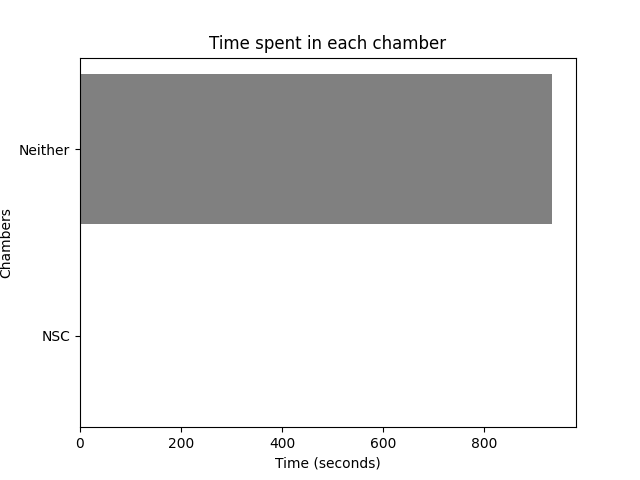 Time spent in each chamber
Neither
Chambers
NSC
0 200 400 600 800
Time (seconds)